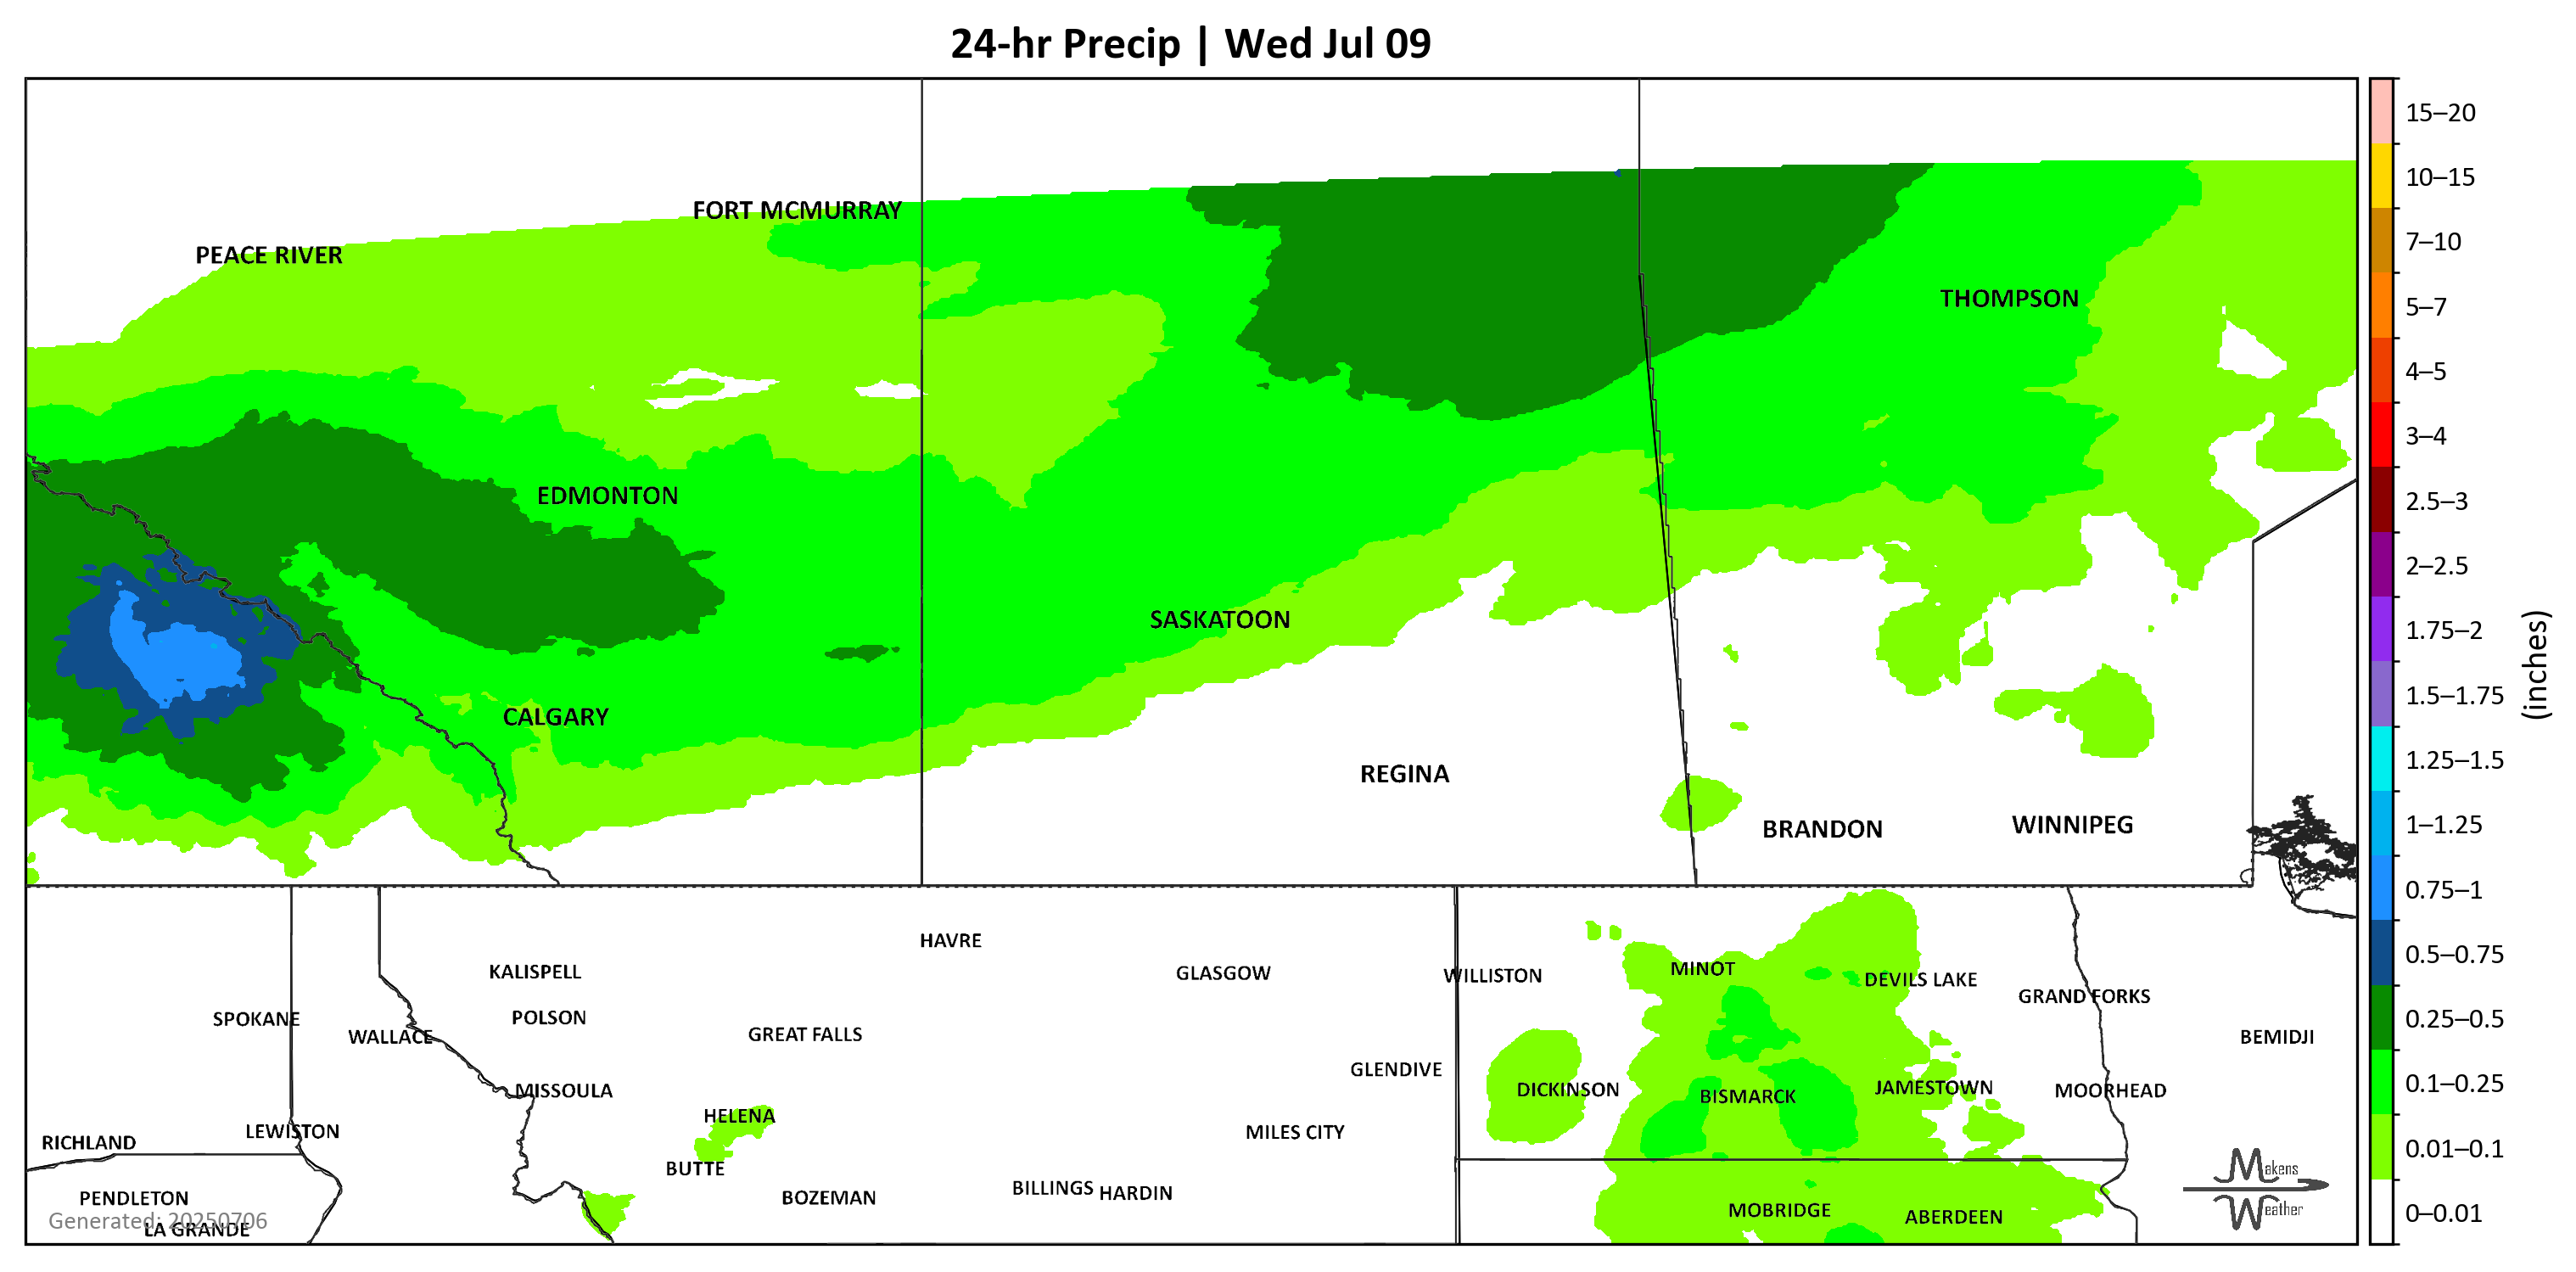 24-hr Precip | Wed Jul 09
FORT MCMURRAY
PEACE RIVER
THOMPSON
EDMONTON
SASKATOON
CALGARY
REGINA
BRANDON
WINNIPEG
HAVRE
KALISPELL
GLASGOW
WILLISTON
MINOT
DEVILS LAKE
GRAND FORKS
SPOKANE
POLSON
WALLACE
GREAT FALLS
BEMIDJI
GLENDIVE
MISSOULA
DICKINSON
BISMARCK
JAMESTOWN
MOORHEAD
HELENA
LEWISTON
RICHLAND
MILES CITY
BUTTE
PENDLETON
BOZEMAN
BILLINGS
HARDIN
MOBRIDGE
ABERDEEN
Generated: 20250706
LA GRANDE
Makens
Weather
15–20
10–15
7–10
5–7
4–5
3–4
2.5–3
2–2.5
1.75–2
1.5–1.75
1.25–1.5
1–1.25
0.75–1
0.5–0.75
0.25–0.5
0.1–0.25
0.01–0.1
0–0.01
(inches)